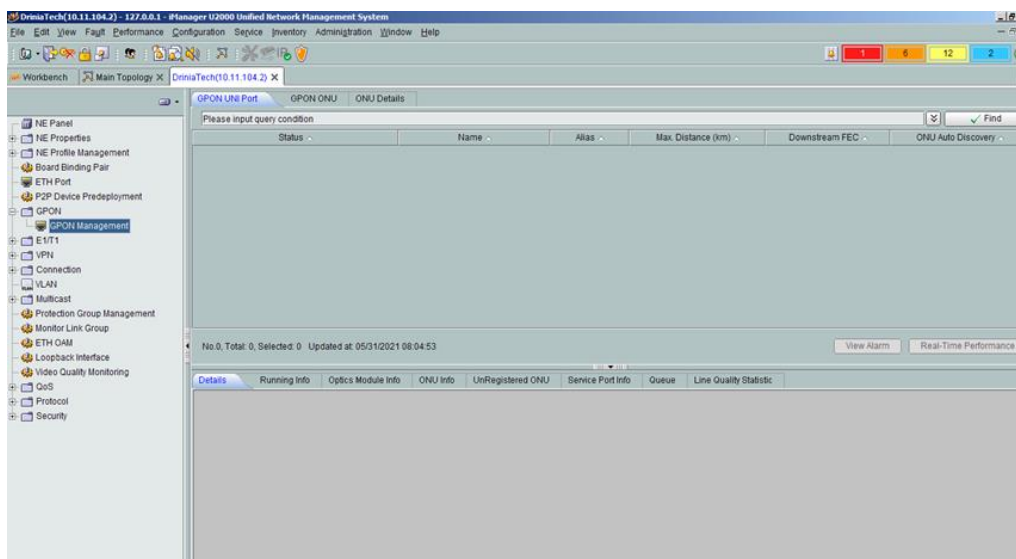 DriniaTech(10.11.104.2) - 127.0.0.1 - iManager U2000 Unified Network Management System
File Edit View Fault Performance Configuration Service Inventory Administration Window Help
1 6 12 2
Workbench Main Topology X DriniaTech(10.11.104.2) X
GPON UNI Port GPON ONU ONU Details
Please input query condition Find
Status Name Alias Max. Distance (km) Downstream FEC ONU Auto Discovery
NE Panel
NE Properties
NE Profile Management
Board Binding Pair
ETH Port
P2P Device Predeployment
GPON
GPON Management
E1/T1
VPN
Connection
VLAN
Multicast
Protection Group Management
Monitor Link Group
ETH OAM
Loopback Interface
Video Quality Monitoring
QoS
Protocol
Security
No.0, Total: 0, Selected: 0 Updated at: 05/31/2021 08:04:53 View Alarm Real-Time Performance
Details Running Info Optics Module Info ONU Info UnRegistered ONU Service Port Info Queue Line Quality Statistic